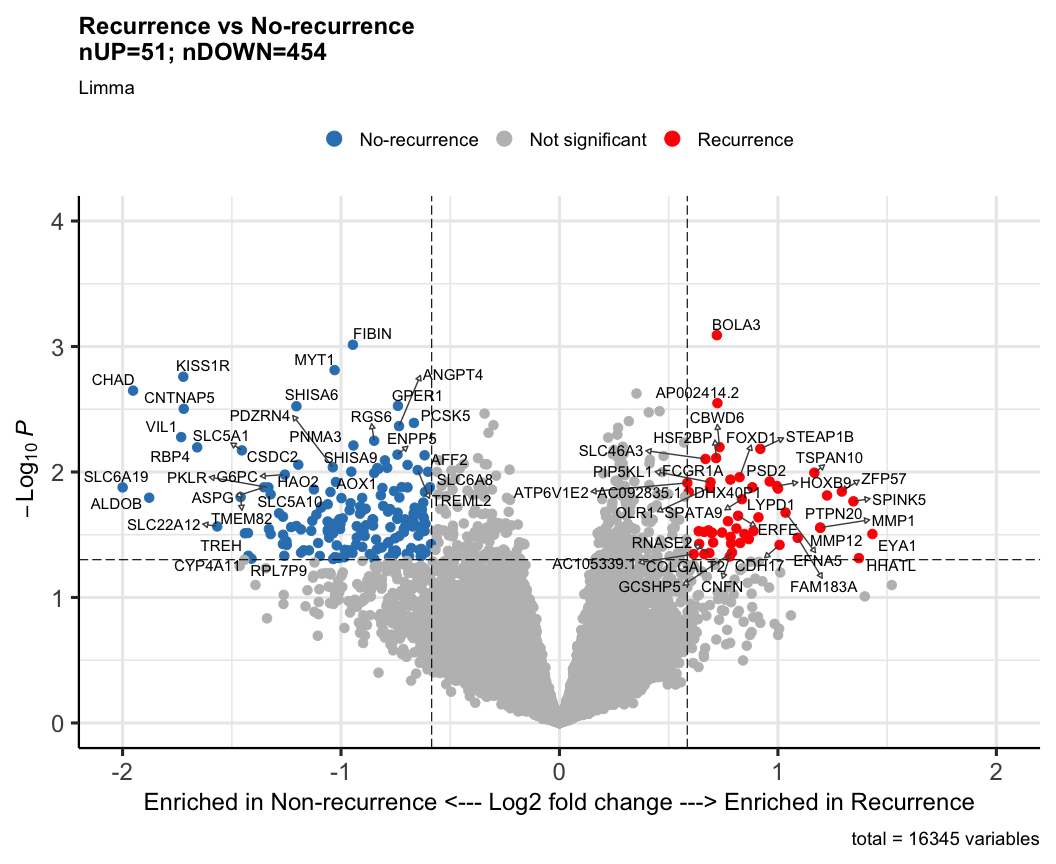 Recurrence vs No-recurrence
nUP=51; nDOWN=454
Limma
No-recurrence
Not significant
Recurrence
4
3
2
1
0
−Log10 P
BOLA3
FIBIN
MYT1
KISS1R
CHAD
ANGPT4
CNTNAP5
SHISA6
GPER1
AP002414.2
PDZRN4
RGS6
PCSK5
CBWD6
VIL1
SLC5A1
PNMA3
ENPP5
HSF2BP
FOXD1
STEAP1B
RBP4
SHISA9
AFF2
SLC46A3
TSPAN10
SLC6A19
PKLR
G6PC
HAO2
AOX1
SLC6A8
PIP5KL1
FCGR1A
PSD2
HOXB9
ZFP57
ALDOB
ASPG
SLC5A10
TREML2
ATP6V1E2
AC092835.1
DHX40P1
SPINK5
TMEM82
OLR1
SPATA9
LYPD1
PTPN20
SLC22A12
ERFE
MMP1
TREH
RNASE2
MMP12
EYA1
CYP4A11
RPL7P9
AC105339.1
COLGALT2
CDH17
EFNA5
HHATL
GCSHP5
CNFN
FAM183A
-2
-1
0
1
2
Enriched in Non-recurrence <--- Log2 fold change ---> Enriched in Recurrence
total = 16345 variables